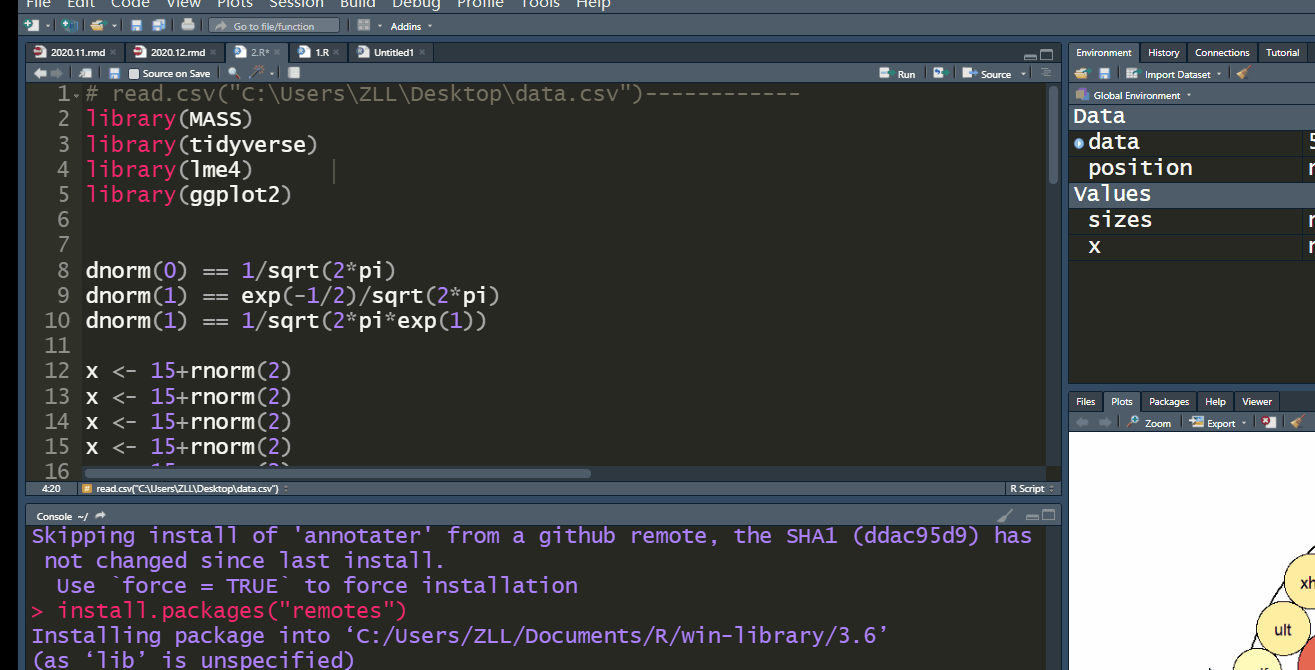 File Edit Code View Plots Session Build Debug Profile Tools Help
Go to file/function Addins
2020.11.rmd × 2020.12.rmd × 2.R* × 1.R × Untitled1 ×
Source on Save Run Source
1 # read.csv("C:\Users\ZLL\Desktop\data.csv")------------
2 library(MASS)
3 library(tidyverse)
4 library(lme4)
5 library(ggplot2)
6
7
8 dnorm(0) == 1/sqrt(2*pi)
9 dnorm(1) == exp(-1/2)/sqrt(2*pi)
10 dnorm(1) == 1/sqrt(2*pi*exp(1))
11
12 x <- 15+rnorm(2)
13 x <- 15+rnorm(2)
14 x <- 15+rnorm(2)
15 x <- 15+rnorm(2)
16
4:20 # read.csv("C:\Users\ZLL\Desktop\data.csv") R Script
Console ~/
Skipping install of 'annotater' from a github remote, the SHA1 (ddac95d9) has
not changed since last install.
Use `force = TRUE` to force installation
> install.packages("remotes")
Installing package into ‘C:/Users/ZLL/Documents/R/win-library/3.6’
(as ‘lib’ is unspecified)
Environment History Connections Tutorial
Import Dataset
Global Environment
Data
data
position
Values
sizes
x
Files Plots Packages Help Viewer
Zoom Export
xh
ult